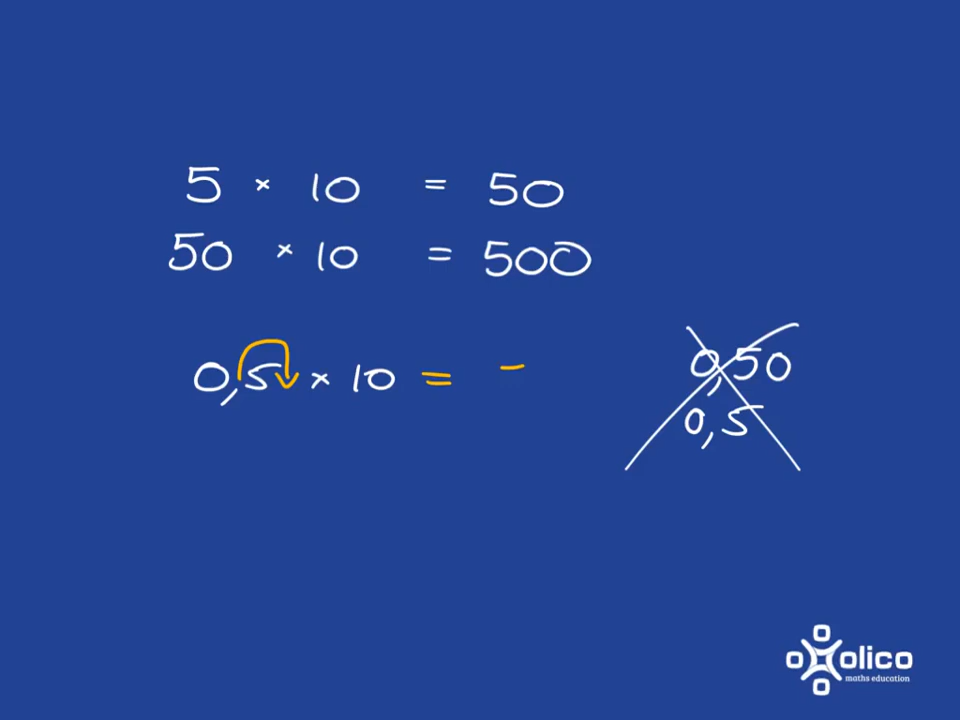 5 × 10 = 50
50 × 10 = 500
0,5 × 10 =
0,50
0,5
olico
maths education